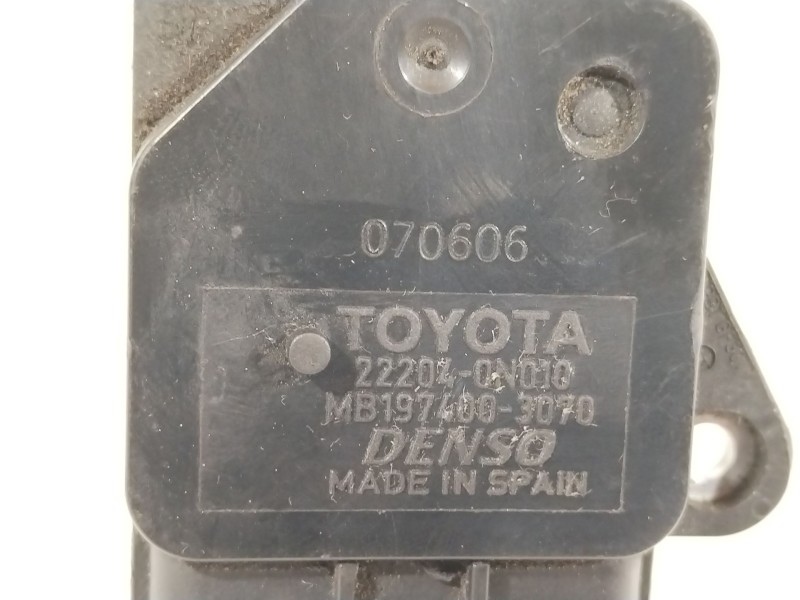 070606
TOYOTA
22204-0N010
MB197400-3070
DENSO
MADE IN SPAIN